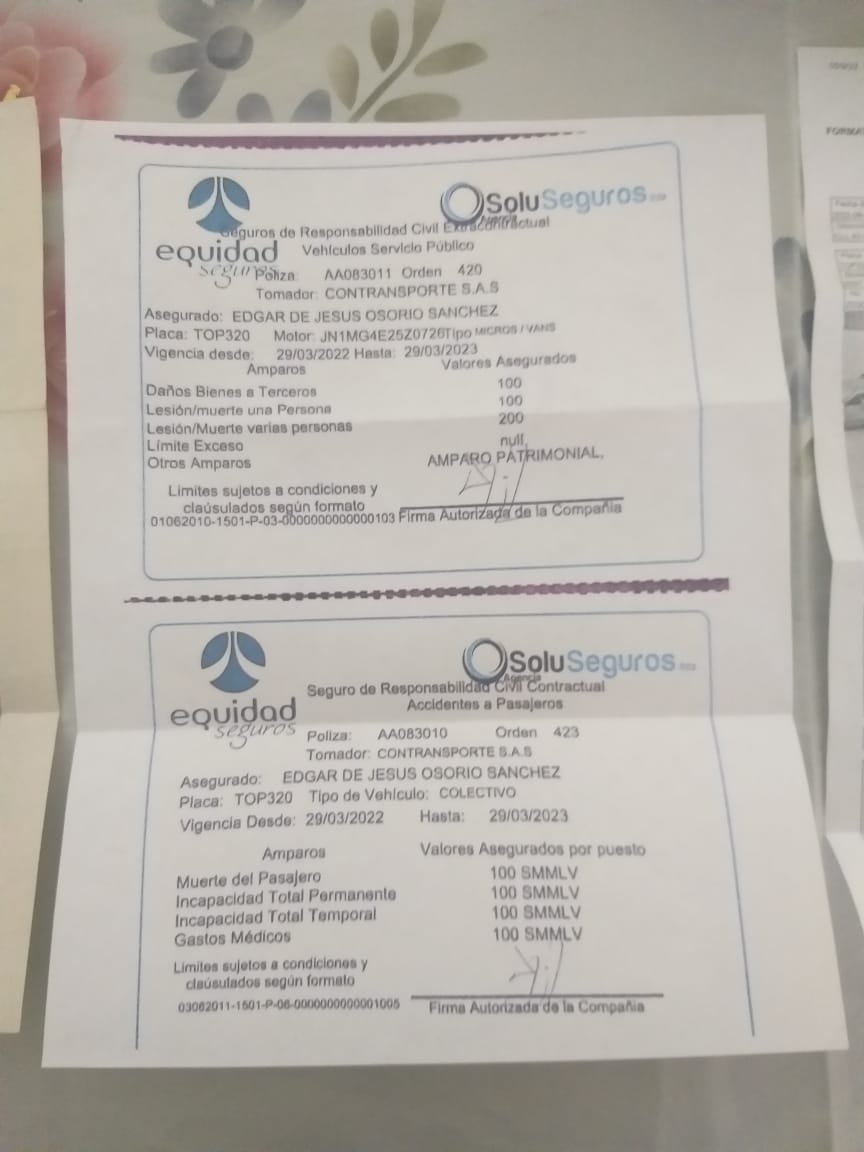 equidad
seguros
SoluSeguros
Agencia
Seguros de Responsabilidad Civil Extracontractual
Vehículos Servicio Público
Poliza: AA083011 Orden 420
Tomador: CONTRANSPORTE S.A.S
Asegurado: EDGAR DE JESUS OSORIO SANCHEZ
Placa: TOP320 Motor: JN1MG4E25Z0726Tipo MICROS / VANS
Vigencia desde: 29/03/2022 Hasta: 29/03/2023
Amparos Valores Asegurados
Daños Bienes a Terceros 100
Lesión/muerte una Persona 100
Lesión/Muerte varias personas 200
Límite Exceso null,
Otros Amparos AMPARO PATRIMONIAL,
Limites sujetos a condiciones y
claúsulados según formato
01062010-1501-P-03-0000000000000103 Firma Autorizada de la Compañia
equidad
seguros
SoluSeguros
Agencia
Seguro de Responsabilidad Civil Contractual
Accidentes a Pasajeros
Poliza: AA083010 Orden 423
Tomador: CONTRANSPORTE S.A.S
Asegurado: EDGAR DE JESUS OSORIO SANCHEZ
Placa: TOP320 Tipo de Vehículo: COLECTIVO
Vigencia Desde: 29/03/2022 Hasta: 29/03/2023
Amparos Valores Asegurados por puesto
Muerte del Pasajero 100 SMMLV
Incapacidad Total Permanente 100 SMMLV
Incapacidad Total Temporal 100 SMMLV
Gastos Médicos 100 SMMLV
Limites sujetos a condiciones y
claúsulados según formato
03062011-1501-P-06-0000000000001005 Firma Autorizada de la Compañia